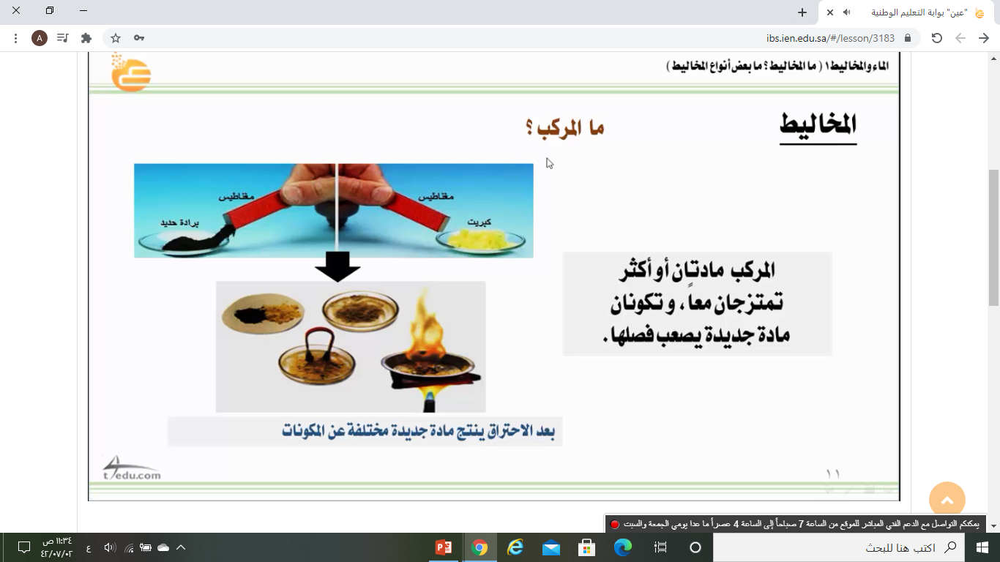 "عين" بوابة التعليم الوطنية
ibs.ien.edu.sa/#/lesson/3183
A
الماء والمخاليط ١ ( ما المخاليط ؟ ما بعض أنواع المخاليط )
المخاليط
ما المركب ؟
مغناطيس
مغناطيس
برادة حديد
كبريت
المركب مادتان أو أكثر
تمتزجان معاً ، و تكونان
مادة جديدة يصعب فصلها .
بعد الاحتراق ينتج مادة جديدة مختلفة عن المكونات
t4edu.com
١١
يمكنكم التواصل مع الدعم الفني المباشر للموقع من الساعة 7 صباحاً إلى الساعة 4 عصراً ما عدا يومي الجمعة والسبت
اكتب هنا للبحث
ع
١١:٣٤ ص
٤٢/٠٧/٠٢